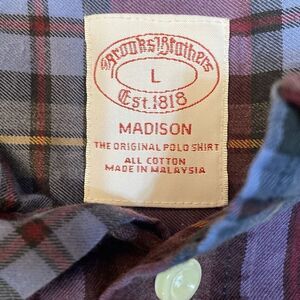 Brooks Brothers
L
Est. 1818
MADISON
THE ORIGINAL POLO SHIRT
ALL COTTON
MADE IN MALAYSIA